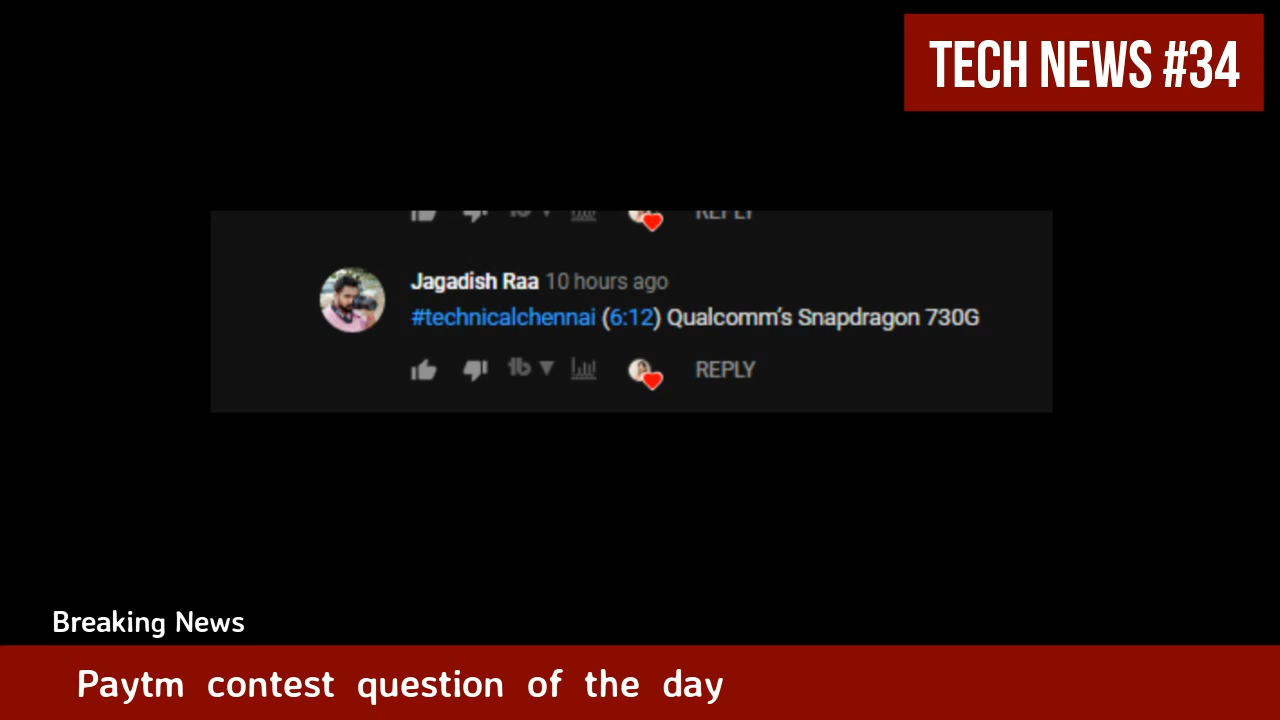 TECH NEWS #34
REPLY
Jagadish Raa 10 hours ago
#technicalchennai (6:12) Qualcomm's Snapdragon 730G
REPLY
Breaking News
Paytm contest question of the day